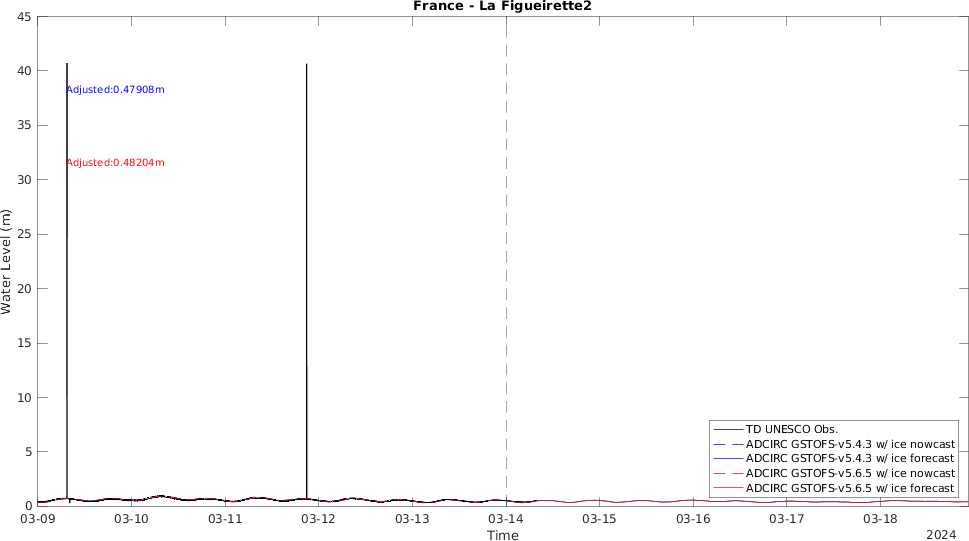 France - La Figueirette2
45
40
35
30
25
20
15
10
5
0
Water Level (m)
Adjusted:0.47908m
Adjusted:0.48204m
TD UNESCO Obs.
ADCIRC GSTOFS-v5.4.3 w/ ice nowcast
ADCIRC GSTOFS-v5.4.3 w/ ice forecast
ADCIRC GSTOFS-v5.6.5 w/ ice nowcast
ADCIRC GSTOFS-v5.6.5 w/ ice forecast
03-09 03-10 03-11 03-12 03-13 03-14 03-15 03-16 03-17 03-18
Time
2024